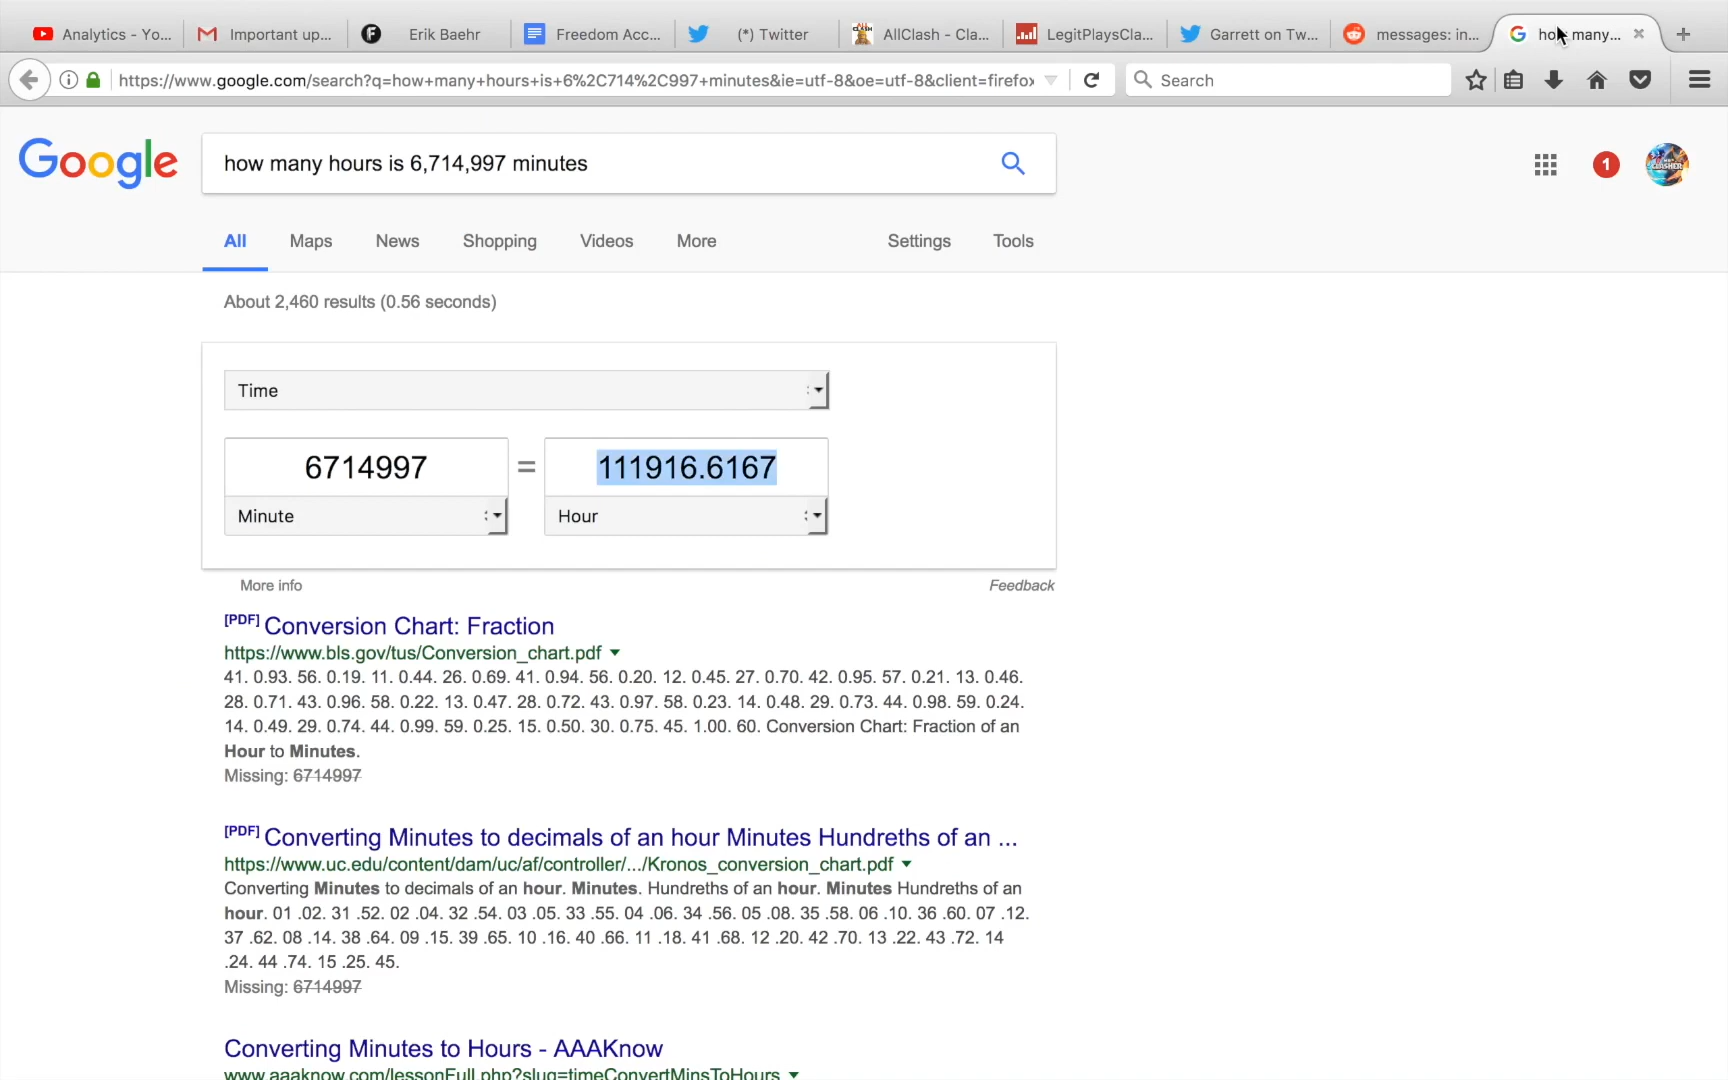 Analytics - Yo...
Important up...
Erik Baehr
Freedom Acc...
(*) Twitter
AllClash - Cla...
LegitPlaysCla...
Garrett on Tw...
messages: in...
how many...
https://www.google.com/search?q=how+many+hours+is+6%2C714%2C997+minutes&ie=utf-8&oe=utf-8&client=firefox
Search
Google
how many hours is 6,714,997 minutes
1
All Maps News Shopping Videos More Settings Tools
About 2,460 results (0.56 seconds)
Time
6714997 = 111916.6167
Minute Hour
More info Feedback
[PDF] Conversion Chart: Fraction
https://www.bls.gov/tus/Conversion_chart.pdf
41. 0.93. 56. 0.19. 11. 0.44. 26. 0.69. 41. 0.94. 56. 0.20. 12. 0.45. 27. 0.70. 42. 0.95. 57. 0.21. 13. 0.46.
28. 0.71. 43. 0.96. 58. 0.22. 13. 0.47. 28. 0.72. 43. 0.97. 58. 0.23. 14. 0.48. 29. 0.73. 44. 0.98. 59. 0.24.
14. 0.49. 29. 0.74. 44. 0.99. 59. 0.25. 15. 0.50. 30. 0.75. 45. 1.00. 60. Conversion Chart: Fraction of an
Hour to Minutes.
Missing: 6714997
[PDF] Converting Minutes to decimals of an hour Minutes Hundreths of an ...
https://www.uc.edu/content/dam/uc/af/controller/.../Kronos_conversion_chart.pdf
Converting Minutes to decimals of an hour. Minutes. Hundreths of an hour. Minutes Hundreths of an
hour. 01 .02. 31 .52. 02 .04. 32 .54. 03 .05. 33 .55. 04 .06. 34 .56. 05 .08. 35 .58. 06 .10. 36 .60. 07 .12.
37 .62. 08 .14. 38 .64. 09 .15. 39 .65. 10 .16. 40 .66. 11 .18. 41 .68. 12 .20. 42 .70. 13 .22. 43 .72. 14
.24. 44 .74. 15 .25. 45.
Missing: 6714997
Converting Minutes to Hours - AAAKnow
www.aaaknow.com/lessonFull.php?slug=timeConvertMinsToHours